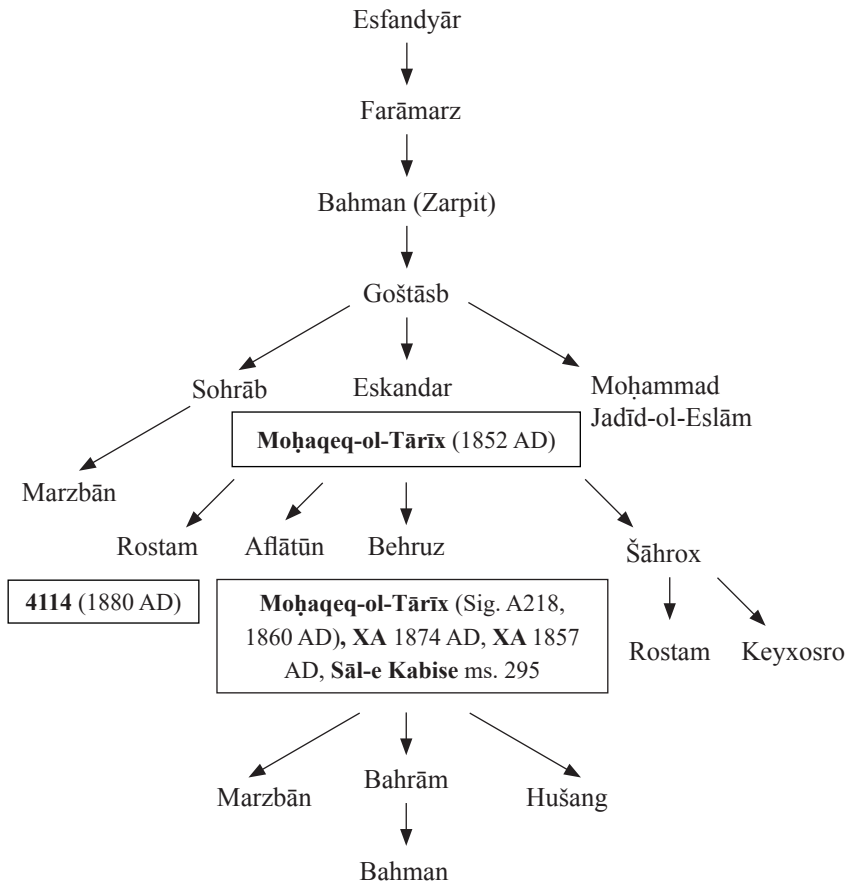 Esfandyār
Farāmarz
Bahman (Zarpit)
Goštāsb
Sohrāb
Eskandar
Moḥammad
Jadīd-ol-Eslām
Moḥaqeq-ol-Tārīx (1852 AD)
Marzbān
Rostam
Aflātūn
Behruz
Šāhrox
4114 (1880 AD)
Moḥaqeq-ol-Tārīx (Sig. A218,
1860 AD), XA 1874 AD, XA 1857
AD, Sāl-e Kabise ms. 295
Rostam
Keyxosro
Marzbān
Bahrām
Hušang
Bahman